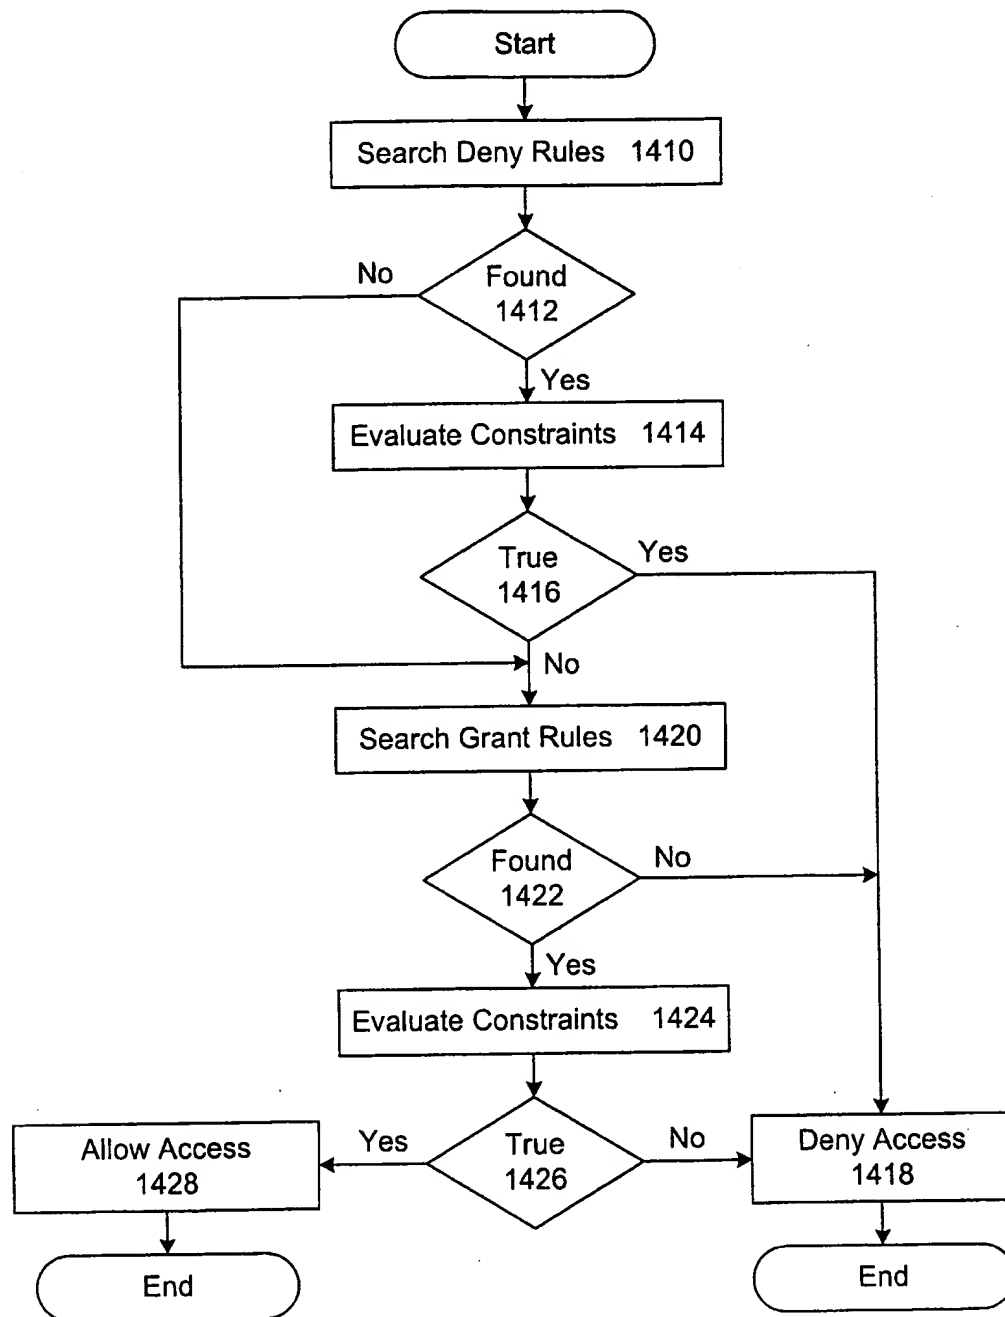 Start
Search Deny Rules 1410
No
Found
1412
Yes
Evaluate Constraints 1414
True
1416
Yes
No
Search Grant Rules 1420
Found
1422
No
Yes
Evaluate Constraints 1424
Allow Access
1428
Yes
True
1426
No
Deny Access
1418
End
End